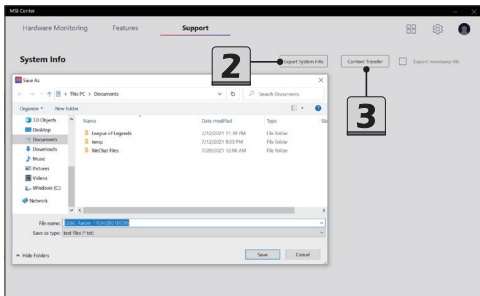 MSI Center
Hardware Monitoring Features Support
System Info
Export System Info
Content Transfer
Export minidump file
2
3
Save As
This PC > Documents
Search Documents
Organize
New folder
Name Date modified Type
3D Objects
Desktop
Documents
Downloads
Music
Pictures
Videos
Windows (C:)
Network
League of Legends 7/12/2021 11:39 PM File folder
temp 7/12/2021 9:53 PM File folder
WeChat Files 7/20/2021 12:06 AM File folder
File name:
Save as type: text files (*.txt)
Hide Folders
Save Cancel